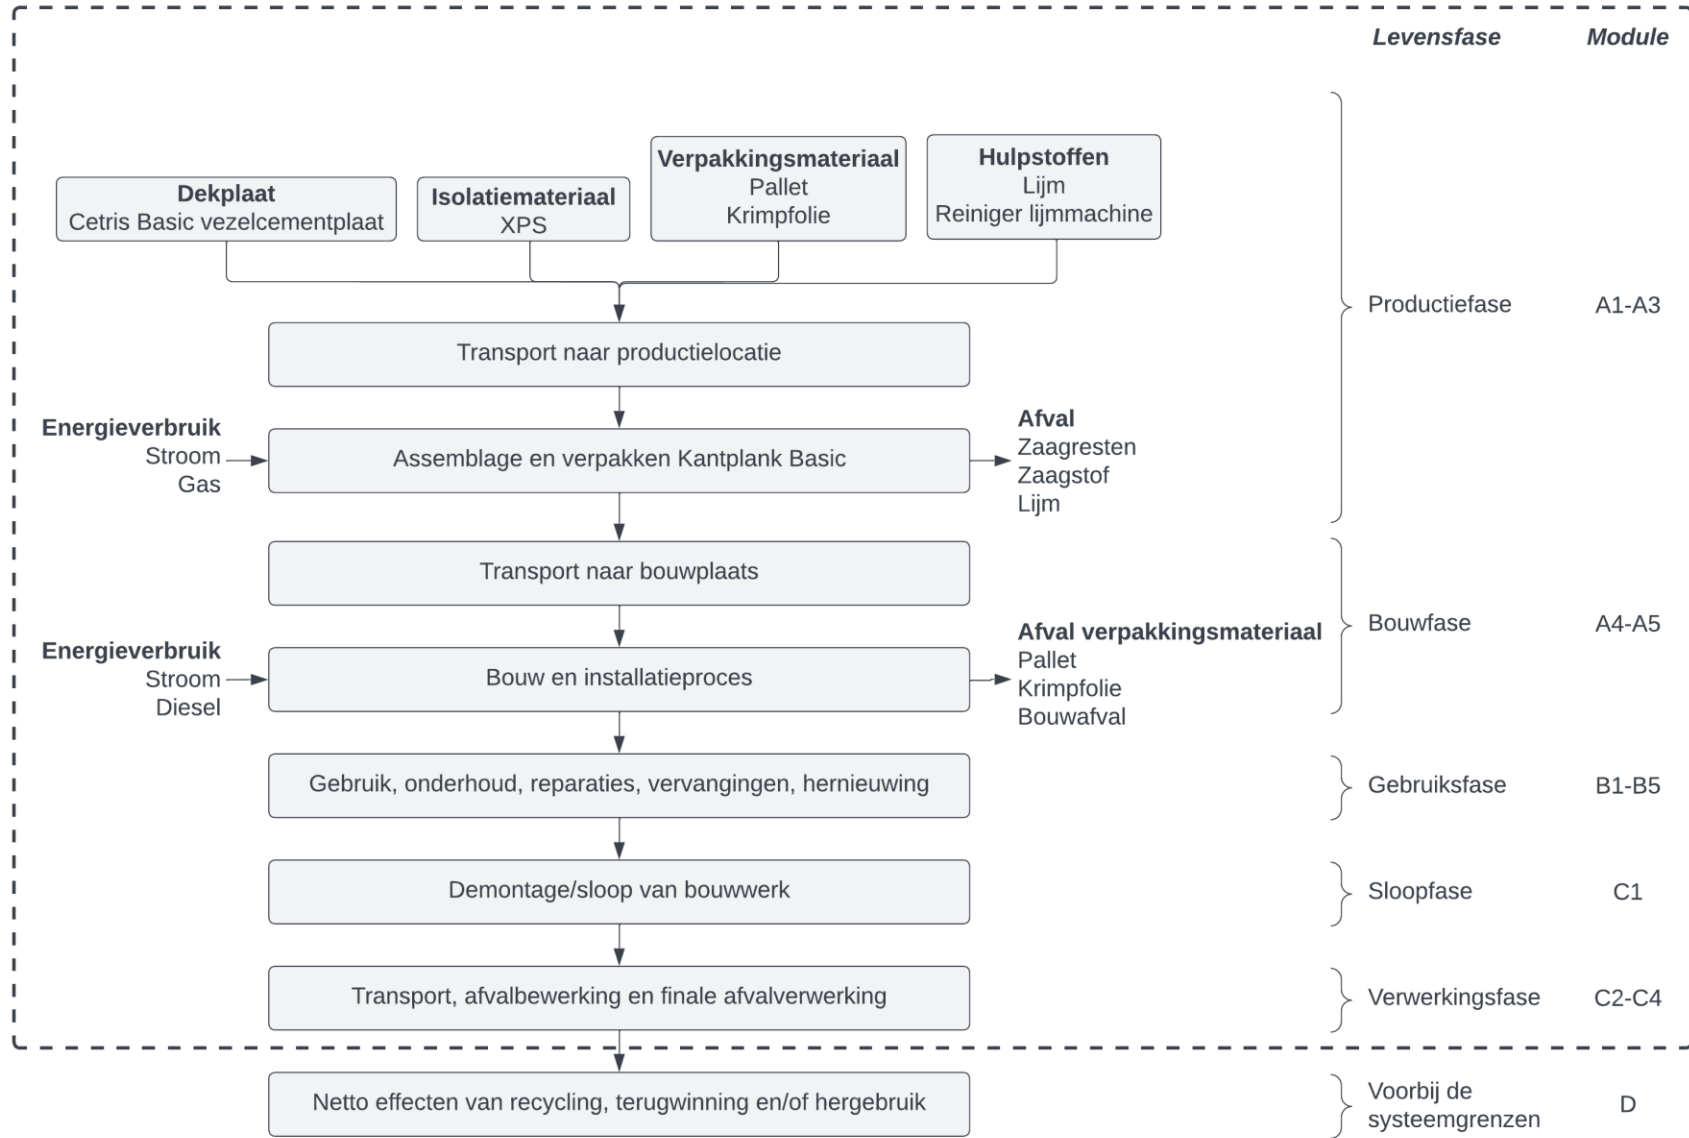 Levensfase Module
Dekplaat
Cetris Basic vezelcementplaat
Isolatiemateriaal
XPS
Verpakkingsmateriaal
Pallet
Krimpfolie
Hulpstoffen
Lijm
Reiniger lijmmachine
Transport naar productielocatie
Productiefase A1-A3
Energieverbruik
Stroom
Gas
Assemblage en verpakken Kantplank Basic
Afval
Zaagresten
Zaagstof
Lijm
Transport naar bouwplaats
Bouwfase A4-A5
Energieverbruik
Stroom
Diesel
Bouw en installatieproces
Afval verpakkingsmateriaal
Pallet
Krimpfolie
Bouwafval
Gebruik, onderhoud, reparaties, vervangingen, hernieuwing
Gebruiksfase B1-B5
Demontage/sloop van bouwwerk
Sloopfase C1
Transport, afvalbewerking en finale afvalverwerking
Verwerkingsfase C2-C4
Netto effecten van recycling, terugwinning en/of hergebruik
Voorbij de
systeemgrenzen
D